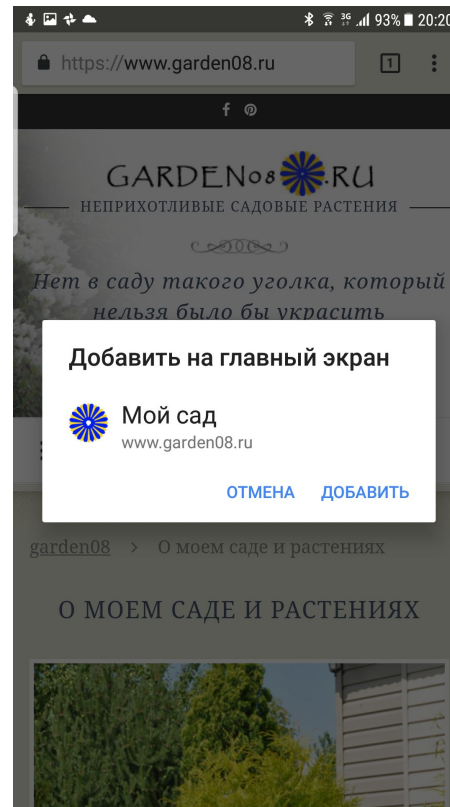 3G 93% 20:20
https://www.garden08.ru 1
GARDEN08.RU
НЕПРИХОТЛИВЫЕ САДОВЫЕ РАСТЕНИЯ
Нет в саду такого уголка, который
нельзя было бы украсить
Добавить на главный экран
Мой сад
www.garden08.ru
ОТМЕНА ДОБАВИТЬ
garden08 > О моем саде и растениях
О МОЕМ САДЕ И РАСТЕНИЯХ